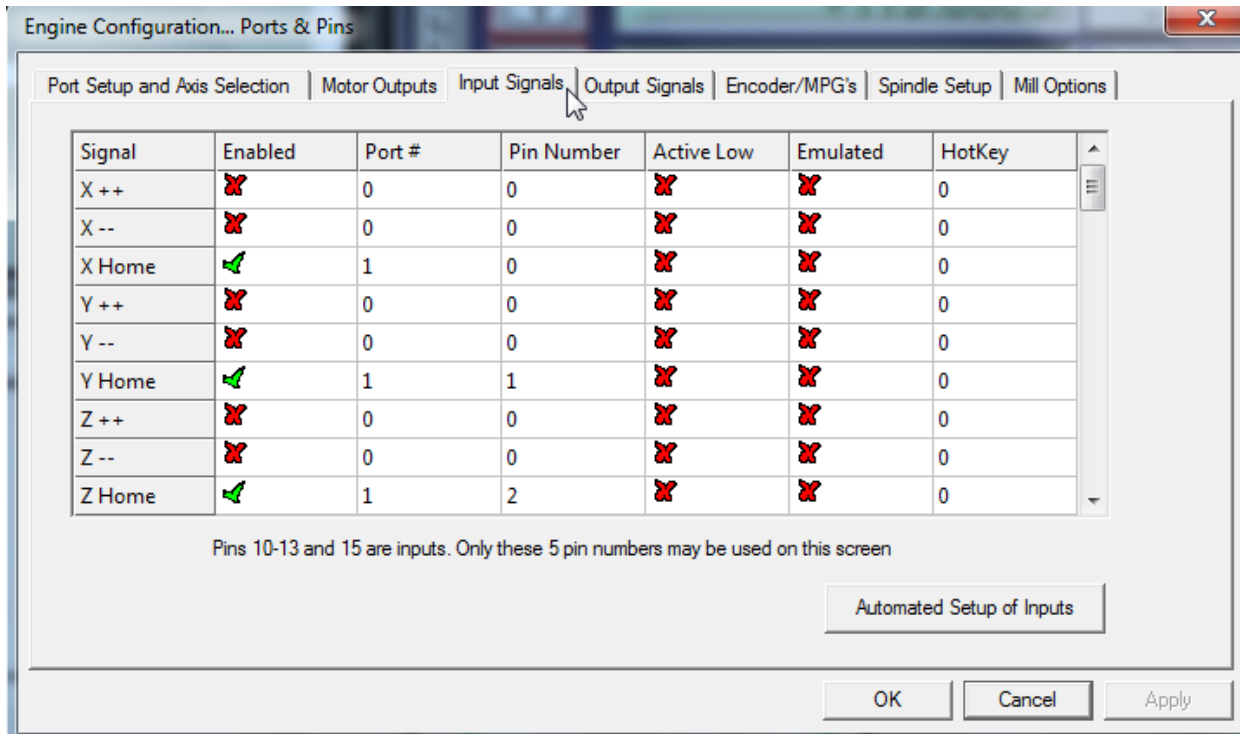 Engine Configuration... Ports & Pins
Port Setup and Axis Selection Motor Outputs Input Signals Output Signals Encoder/MPG's Spindle Setup Mill Options
Signal Enabled Port # Pin Number Active Low Emulated HotKey
X ++ 0 0 0
X -- 0 0 0
X Home 1 0 0
Y ++ 0 0 0
Y -- 0 0 0
Y Home 1 1 0
Z ++ 0 0 0
Z -- 0 0 0
Z Home 1 2 0
Pins 10-13 and 15 are inputs. Only these 5 pin numbers may be used on this screen
Automated Setup of Inputs
OK Cancel Apply